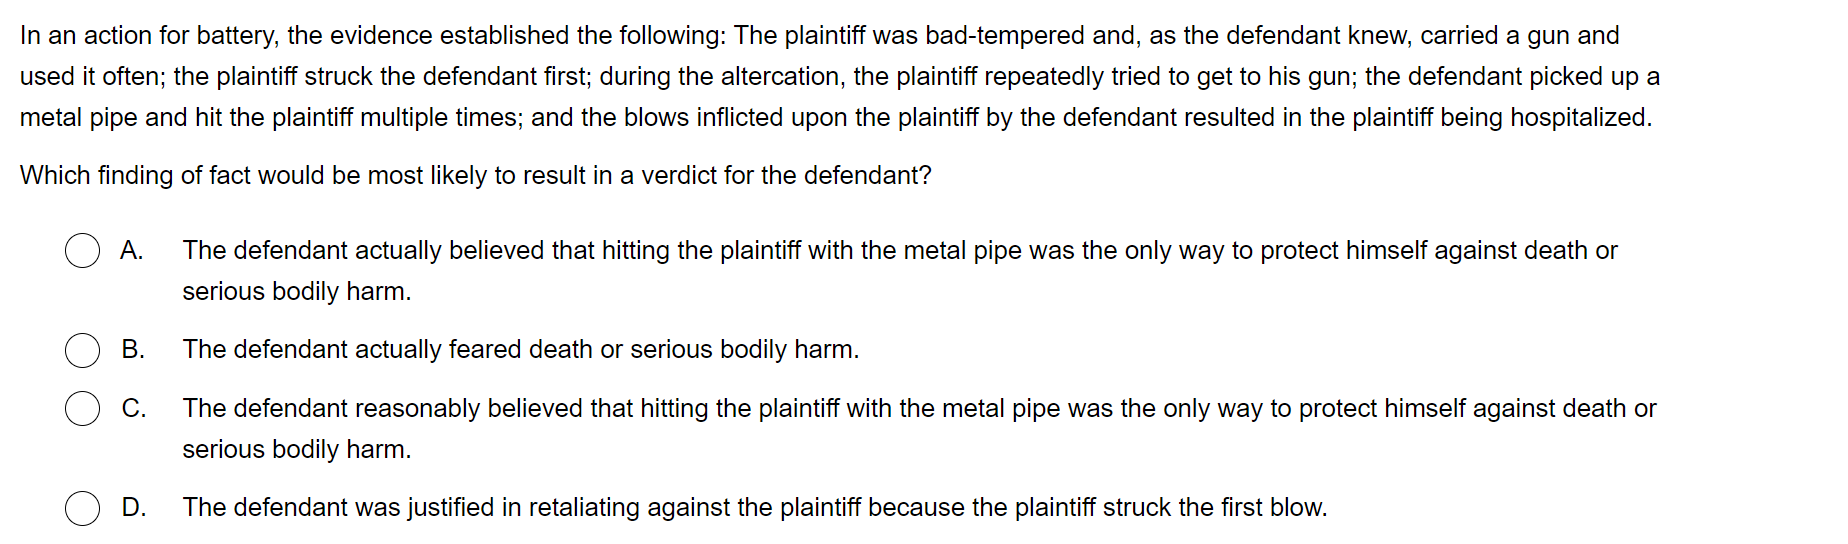 In an action for battery, the evidence established the following: The plaintiff was bad-tempered and, as the defendant knew, carried a gun and
used it often; the plaintiff struck the defendant first; during the altercation, the plaintiff repeatedly tried to get to his gun; the defendant picked up a
metal pipe and hit the plaintiff multiple times; and the blows inflicted upon the plaintiff by the defendant resulted in the plaintiff being hospitalized.
Which finding of fact would be most likely to result in a verdict for the defendant?
A. The defendant actually believed that hitting the plaintiff with the metal pipe was the only way to protect himself against death or
serious bodily harm.
B. The defendant actually feared death or serious bodily harm.
C. The defendant reasonably believed that hitting the plaintiff with the metal pipe was the only way to protect himself against death or
serious bodily harm.
D. The defendant was justified in retaliating against the plaintiff because the plaintiff struck the first blow.